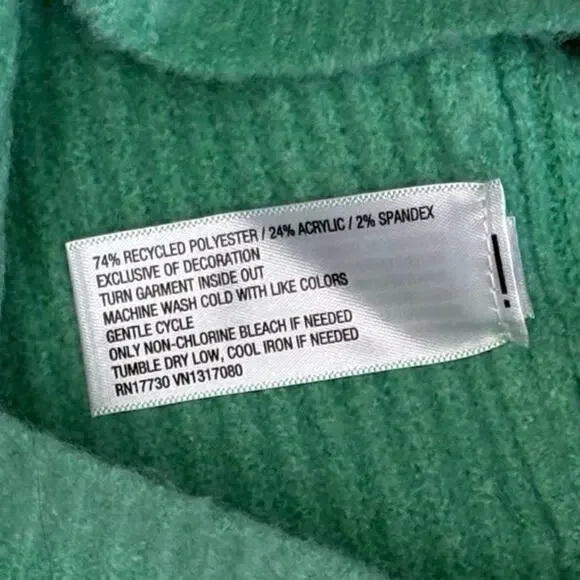 74% RECYCLED POLYESTER / 24% ACRYLIC / 2% SPANDEX
EXCLUSIVE OF DECORATION
TURN GARMENT INSIDE OUT
MACHINE WASH COLD WITH LIKE COLORS
GENTLE CYCLE
ONLY NON-CHLORINE BLEACH IF NEEDED
TUMBLE DRY LOW, COOL IRON IF NEEDED
RN17730 VN1317080